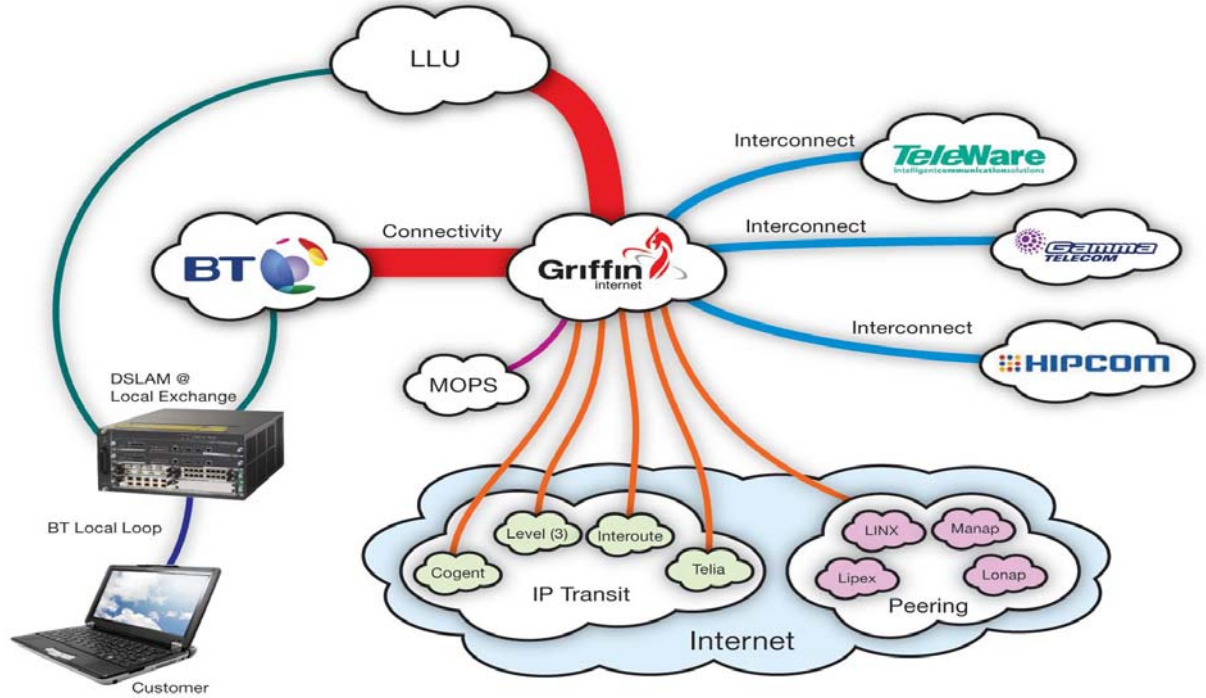 LLU
Interconnect
TeleWare
intelligentcommunicationsolutions
Connectivity
Interconnect
BT
Griffin
internet
Gamma
TELECOM
Interconnect
HIPCOM
MOPS
DSLAM @
Local Exchange
BT Local Loop
Customer
Level (3)
Interoute
Cogent
Telia
IP Transit
LINX
Manap
Lipex
Lonap
Peering
Internet